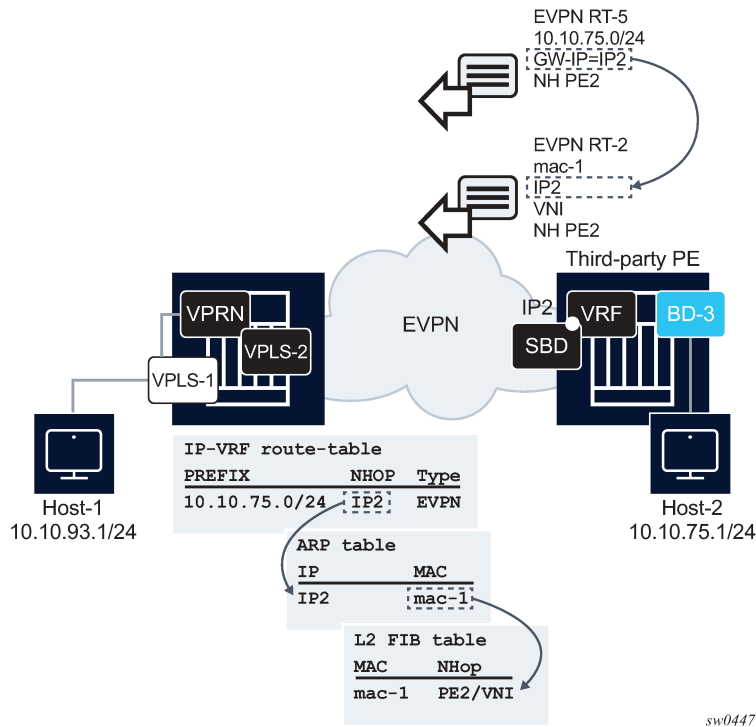 EVPN RT-5
10.10.75.0/24
GW-IP=IP2
NH PE2
EVPN RT-2
mac-1
IP2
VNI
NH PE2
Third-party PE
VPRN
VPLS-2
VPLS-1
EVPN
IP2
VRF
BD-3
SBD
Host-1
10.10.93.1/24
Host-2
10.10.75.1/24
IP-VRF route-table
PREFIX NHOP Type
10.10.75.0/24 IP2 EVPN
ARP table
IP MAC
IP2 mac-1
L2 FIB table
MAC NHop
mac-1 PE2/VNI
sw0447